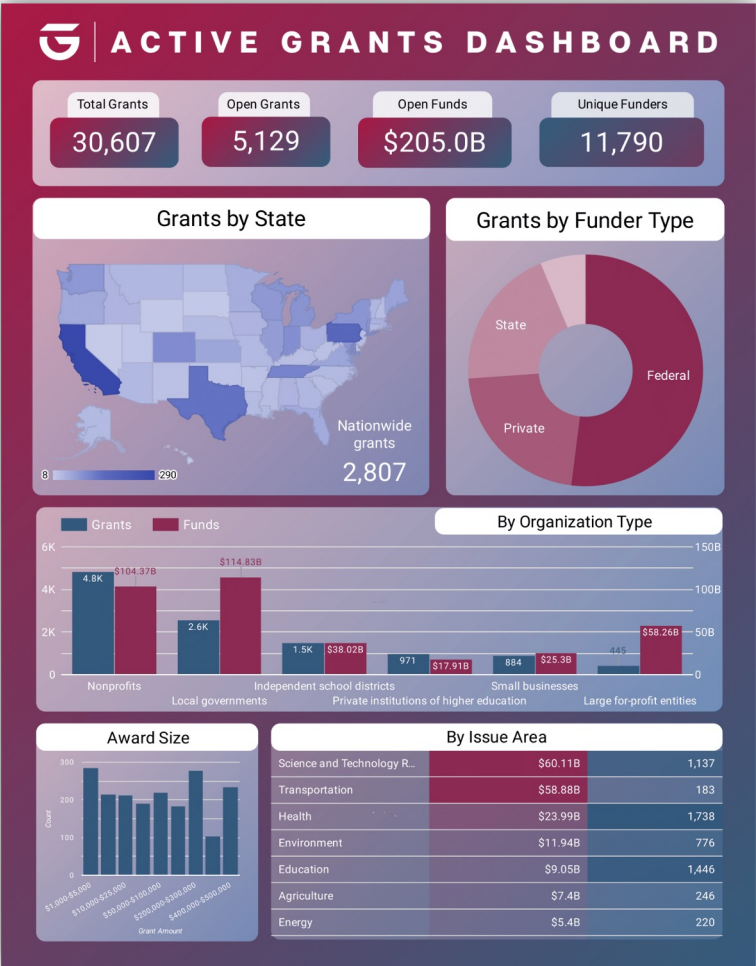 ACTIVE GRANTS DASHBOARD
Total Grants
30,607
Open Grants
5,129
Open Funds
$205.0B
Unique Funders
11,790
Grants by State
Nationwide
grants
2,807
8
290
Grants by Funder Type
State
Federal
Private
Grants
Funds
By Organization Type
6K
4K
2K
0
150B
100B
50B
0
4.8K
$104.37B
2.6K
$114.83B
1.5K
$38.02B
971
$17.91B
884
$25.3B
445
$58.26B
Nonprofits
Local governments
Independent school districts
Private institutions of higher education
Small businesses
Large for-profit entities
Award Size
300
200
100
0
Count
$1,000-$5,000
$10,000-$25,000
$50,000-$100,000
$200,000-$300,000
$400,000-$500,000
Grant Amount
By Issue Area
Science and Technology R... $60.11B 1,137
Transportation $58.88B 183
Health $23.99B 1,738
Environment $11.94B 776
Education $9.05B 1,446
Agriculture $7.4B 246
Energy $5.4B 220